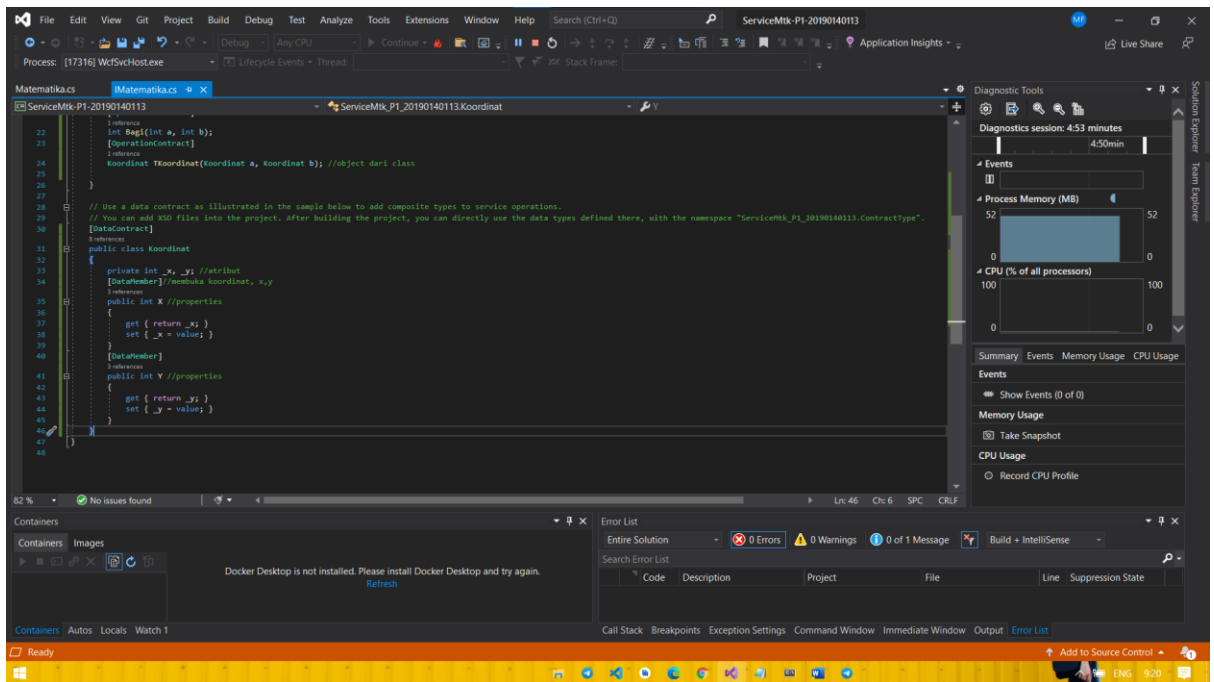 File Edit View Git Project Build Debug Test Analyze Tools Extensions Window Help Search (Ctrl+Q) ServiceMtk-P1-20190140113 MF
Debug Any CPU Continue Application Insights Live Share
Process: [17316] WcfSvcHost.exe Lifecycle Events Thread: Stack Frame:
Matematika.cs IMatematika.cs
ServiceMtk-P1-20190140113 ServiceMtk_P1_20190140113.Koordinat Y
1 reference
22 int Bagi(int a, int b);
23 [OperationContract]
1 reference
24 Koordinat TKoordinat(Koordinat a, Koordinat b); //object dari class
25
26 }
27
28 // Use a data contract as illustrated in the sample below to add composite types to service operations.
29 // You can add XSD files into the project. After building the project, you can directly use the data types defined there, with the namespace "ServiceMtk_P1_20190140113.ContractType".
30 [DataContract]
8 references
31 public class Koordinat
32 {
33 private int _x, _y; //atribut
34 [DataMember]//membuka koordinat, x,y
3 references
35 public int X //properties
36 {
37 get { return _x; }
38 set { _x = value; }
39 }
40 [DataMember]
3 references
41 public int Y //properties
42 {
43 get { return _y; }
44 set { _y = value; }
45 }
46 }
47 }
48
82 % No issues found Ln: 46 Ch: 6 SPC CRLF
Diagnostic Tools
Diagnostics session: 4:53 minutes
4:50min
Events
Process Memory (MB)
52 52
0 0
CPU (% of all processors)
100 100
0 0
Summary Events Memory Usage CPU Usage
Events
Show Events (0 of 0)
Memory Usage
Take Snapshot
CPU Usage
Record CPU Profile
Solution Explorer
Team Explorer
Containers
Containers Images
Docker Desktop is not installed. Please install Docker Desktop and try again.
Refresh
Containers Autos Locals Watch 1
Error List
Entire Solution 0 Errors 0 Warnings 0 of 1 Message Build + IntelliSense
Search Error List
Code Description Project File Line Suppression State
Call Stack Breakpoints Exception Settings Command Window Immediate Window Output Error List
Ready Add to Source Control
ENG 9:20